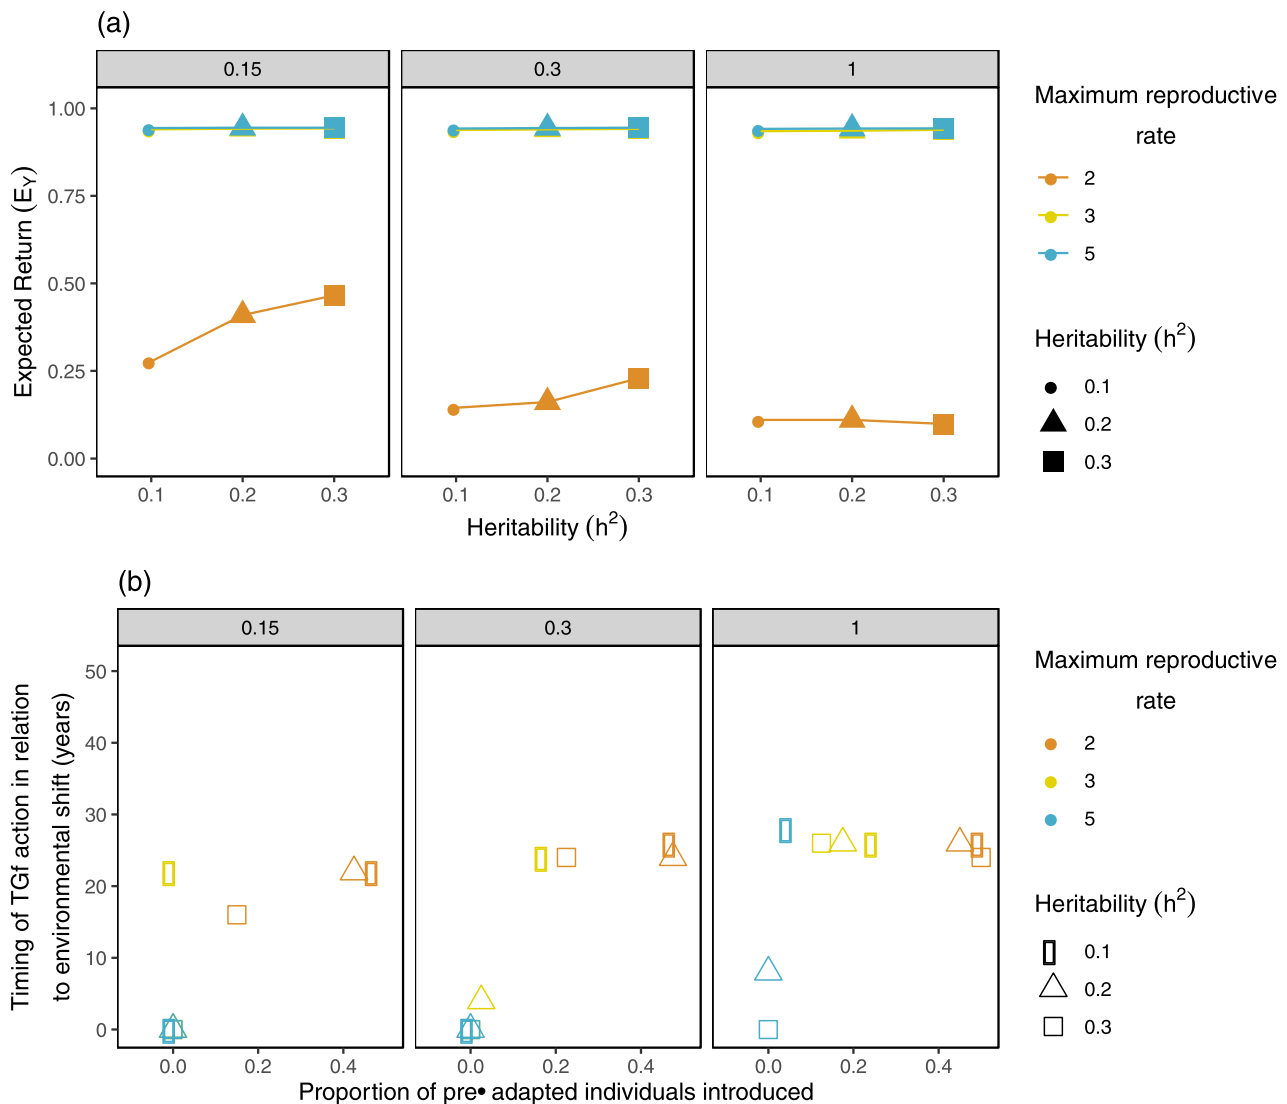 (a)
0.15 0.3 1
1.00
0.75
0.50
0.25
0.00
Expected Return (E_Y)
0.1 0.2 0.3 0.1 0.2 0.3 0.1 0.2 0.3
Heritability (h²)
Maximum reproductive
rate
2
3
5
Heritability (h²)
0.1
0.2
0.3
(b)
0.15 0.3 1
50
40
30
20
10
0
Timing of TGf action in relation
to environmental shift (years)
0.0 0.2 0.4 0.0 0.2 0.4 0.0 0.2 0.4
Proportion of pre• adapted individuals introduced
Maximum reproductive
rate
2
3
5
Heritability (h²)
0.1
0.2
0.3